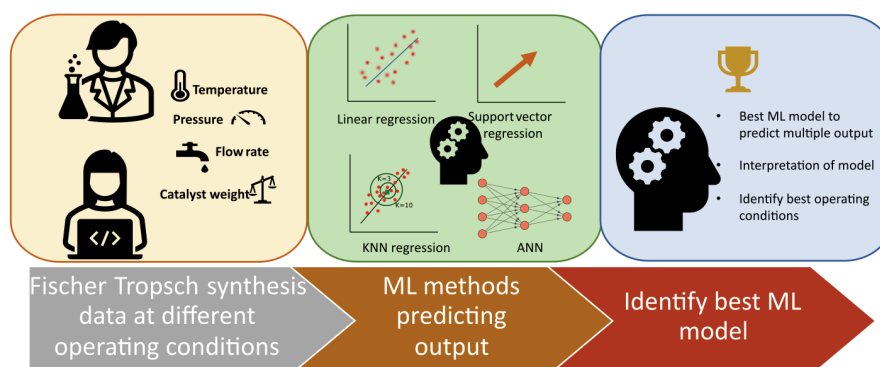 Temperature
Pressure
Flow rate
Catalyst weight
</>
Linear regression
Support vector
regression
K=3
K=10
KNN regression
ANN
• Best ML model to
predict multiple output
• Interpretation of model
• Identify best operating
conditions
Fischer Tropsch synthesis
data at different
operating conditions
ML methods
predicting
output
Identify best ML
model